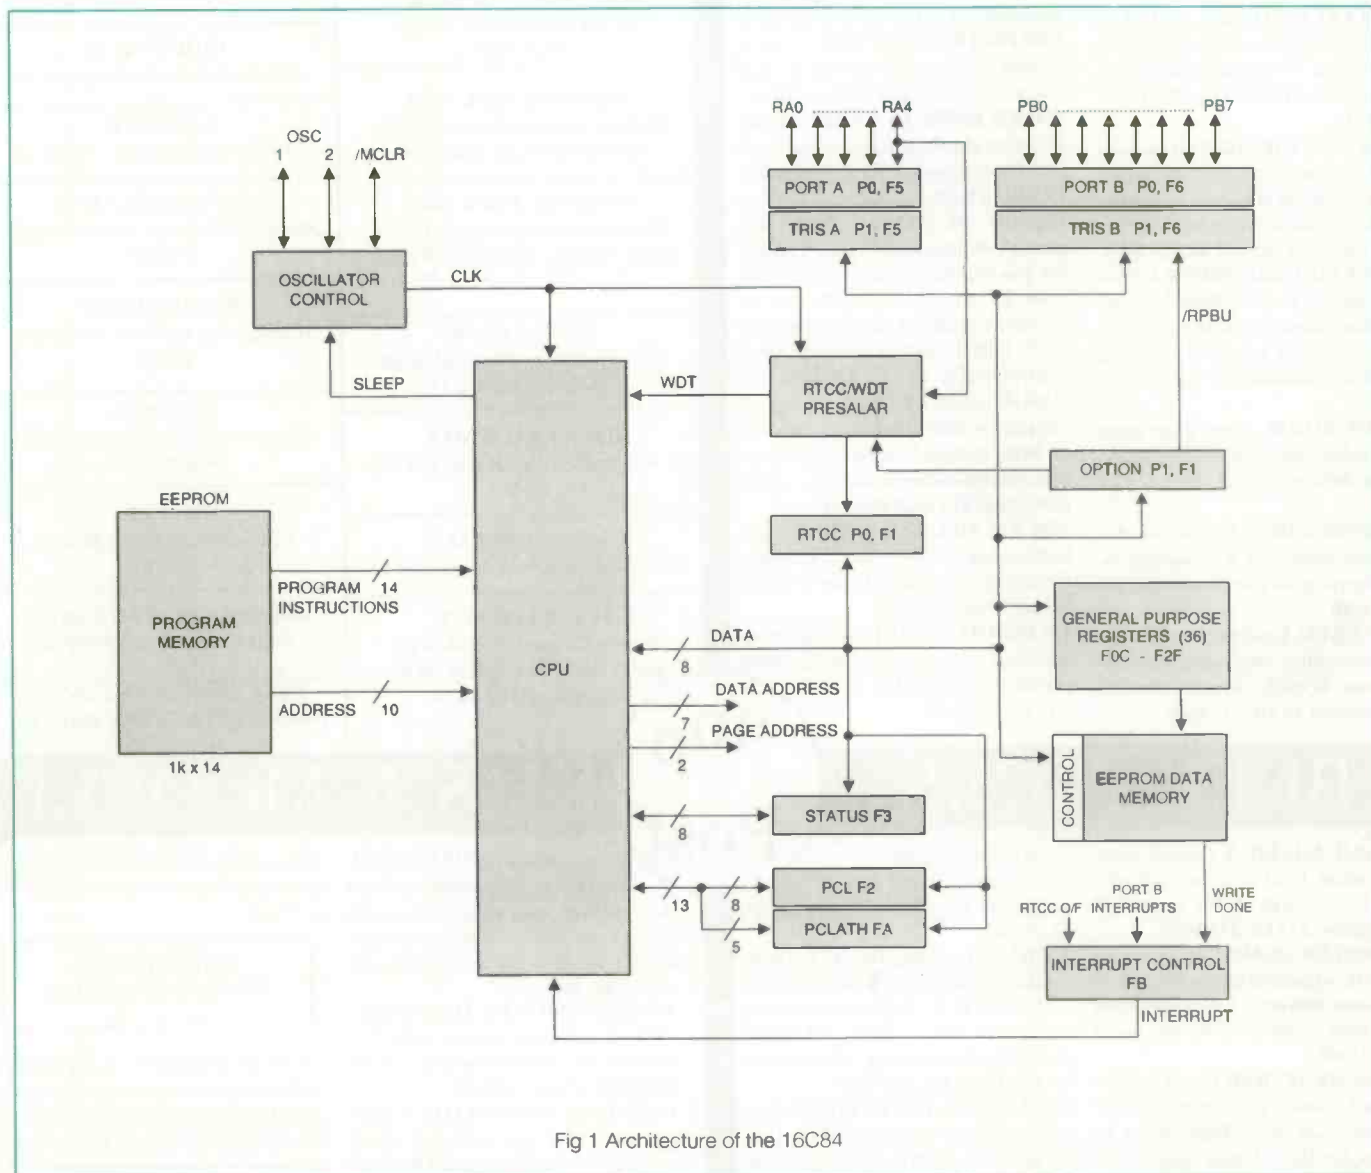 RA0 ........... RA4
PB0 .............................. PB7
OSC
1 2 /MCLR
PORT A P0, F5
TRIS A P1, F5
PORT B P0, F6
TRIS B P1, F6
OSCILLATOR
CONTROL
CLK
/RPBU
SLEEP
WDT
RTCC/WDT
PRESALAR
OPTION P1, F1
EEPROM
PROGRAM
MEMORY
1k x 14
PROGRAM
INSTRUCTIONS
14
ADDRESS
10
CPU
RTCC P0, F1
DATA
8
DATA ADDRESS
7
PAGE ADDRESS
2
GENERAL PURPOSE
REGISTERS (36)
F0C - F2F
CONTROL
EEPROM DATA
MEMORY
STATUS F3
8
PCL F2
13
8
PCLATH FA
5
RTCC O/F
PORT B
INTERRUPTS
WRITE
DONE
INTERRUPT CONTROL
FB
INTERRUPT
Fig 1 Architecture of the 16C84